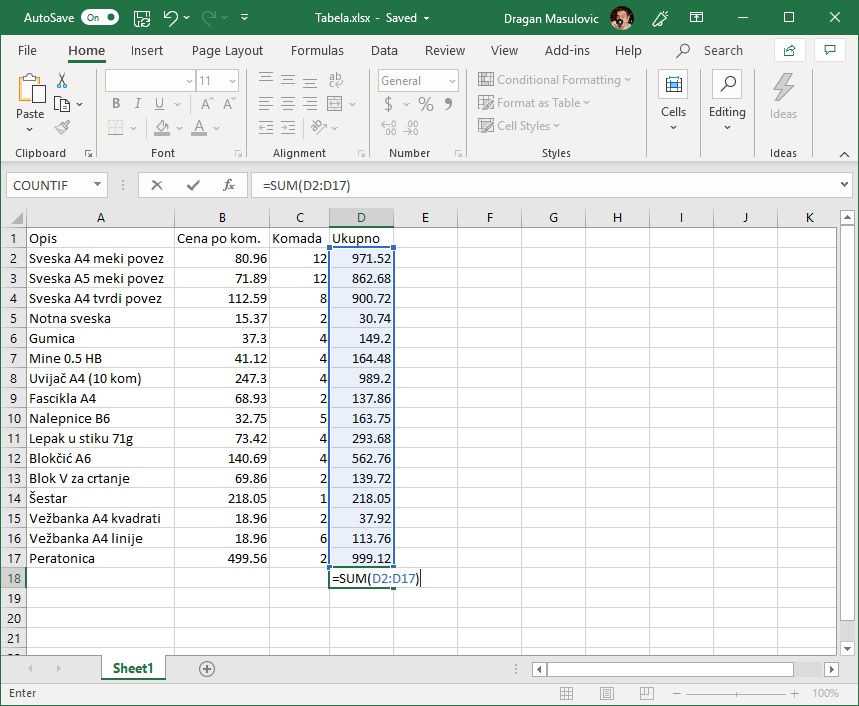 AutoSave On Tabela.xlsx - Saved Dragan Masulovic
File Home Insert Page Layout Formulas Data Review View Add-ins Help Search
11 General Conditional Formatting
Paste B I U A A $ % 9 Format as Table Cells Editing Ideas
A Cell Styles
Clipboard Font Alignment Number Styles Ideas
COUNTIF fx =SUM(D2:D17)
A B C D E F G H I J K
1 Opis Cena po kom. Komada Ukupno
2 Sveska A4 meki povez 80.96 12 971.52
3 Sveska A5 meki povez 71.89 12 862.68
4 Sveska A4 tvrdi povez 112.59 8 900.72
5 Notna sveska 15.37 2 30.74
6 Gumica 37.3 4 149.2
7 Mine 0.5 HB 41.12 4 164.48
8 Uvijač A4 (10 kom) 247.3 4 989.2
9 Fascikla A4 68.93 2 137.86
10 Nalepnice B6 32.75 5 163.75
11 Lepak u stiku 71g 73.42 4 293.68
12 Blokčić A6 140.69 4 562.76
13 Blok V za crtanje 69.86 2 139.72
14 Šestar 218.05 1 218.05
15 Vežbanka A4 kvadrati 18.96 2 37.92
16 Vežbanka A4 linije 18.96 6 113.76
17 Peratonica 499.56 2 999.12
18 =SUM(D2:D17)
19
20
21
Sheet1
Enter 100%